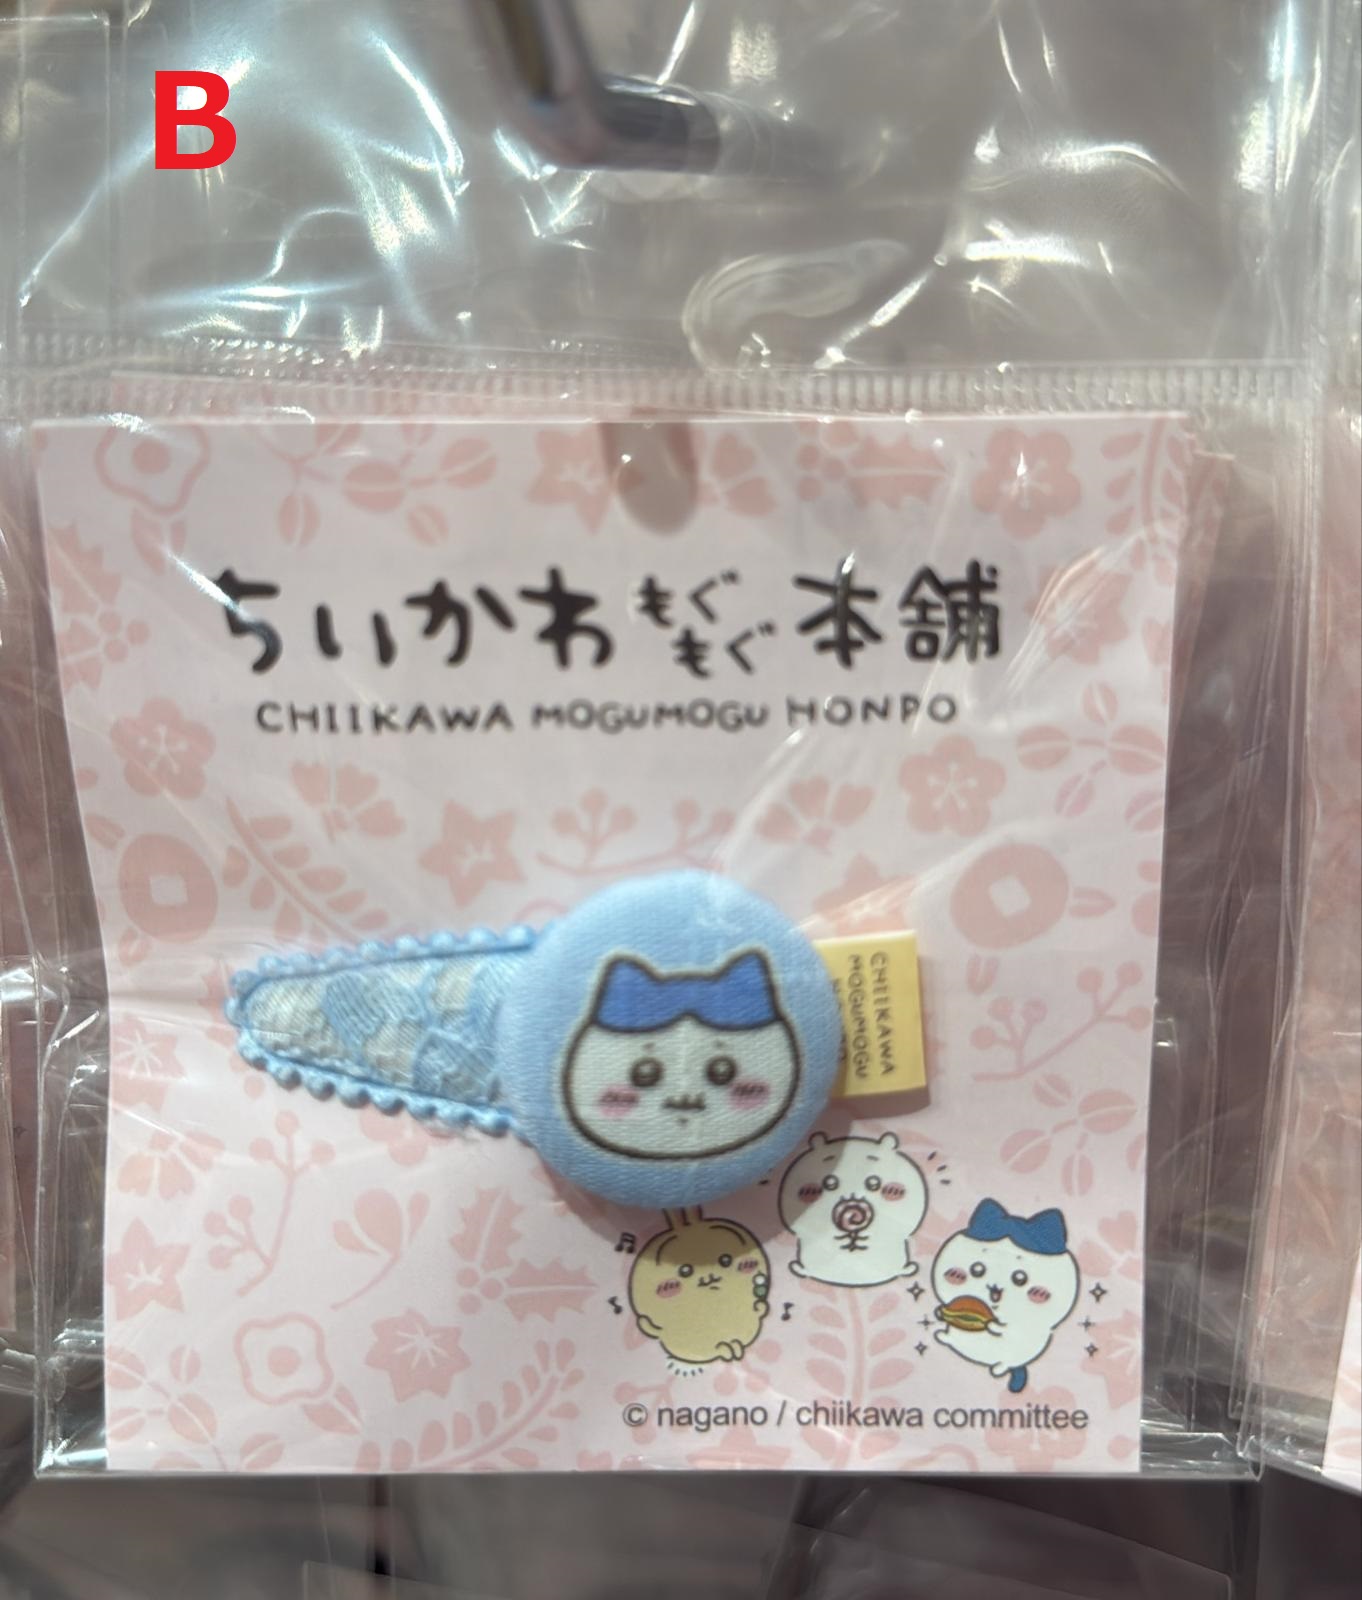 B
ちいかわもぐもぐ本舗
CHIIKAWA MOGUMOGU HONPO
CHIIKAWA
MOGUMOGU
© nagano / chiikawa committee